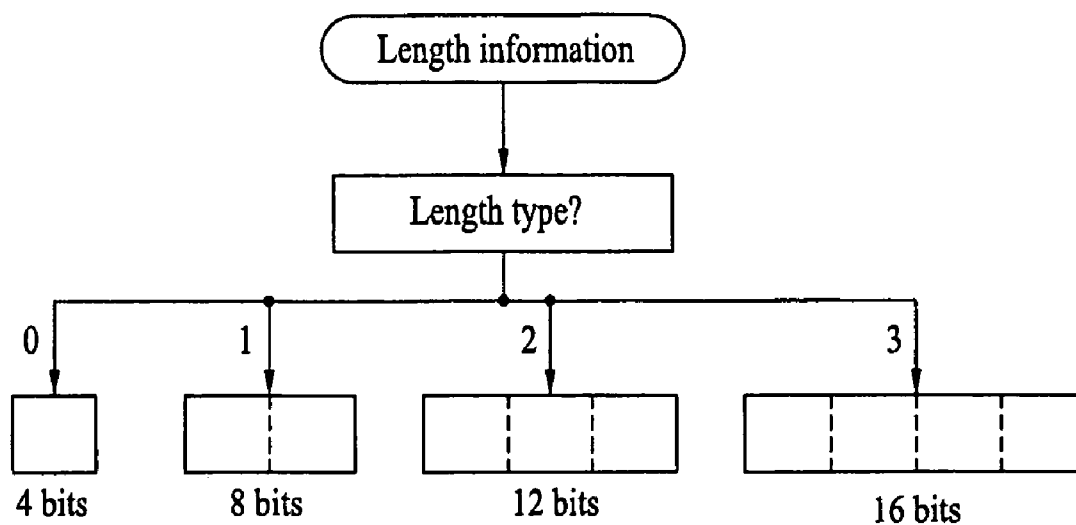 Length information
Length type?
0 1 2 3
4 bits 8 bits 12 bits 16 bits